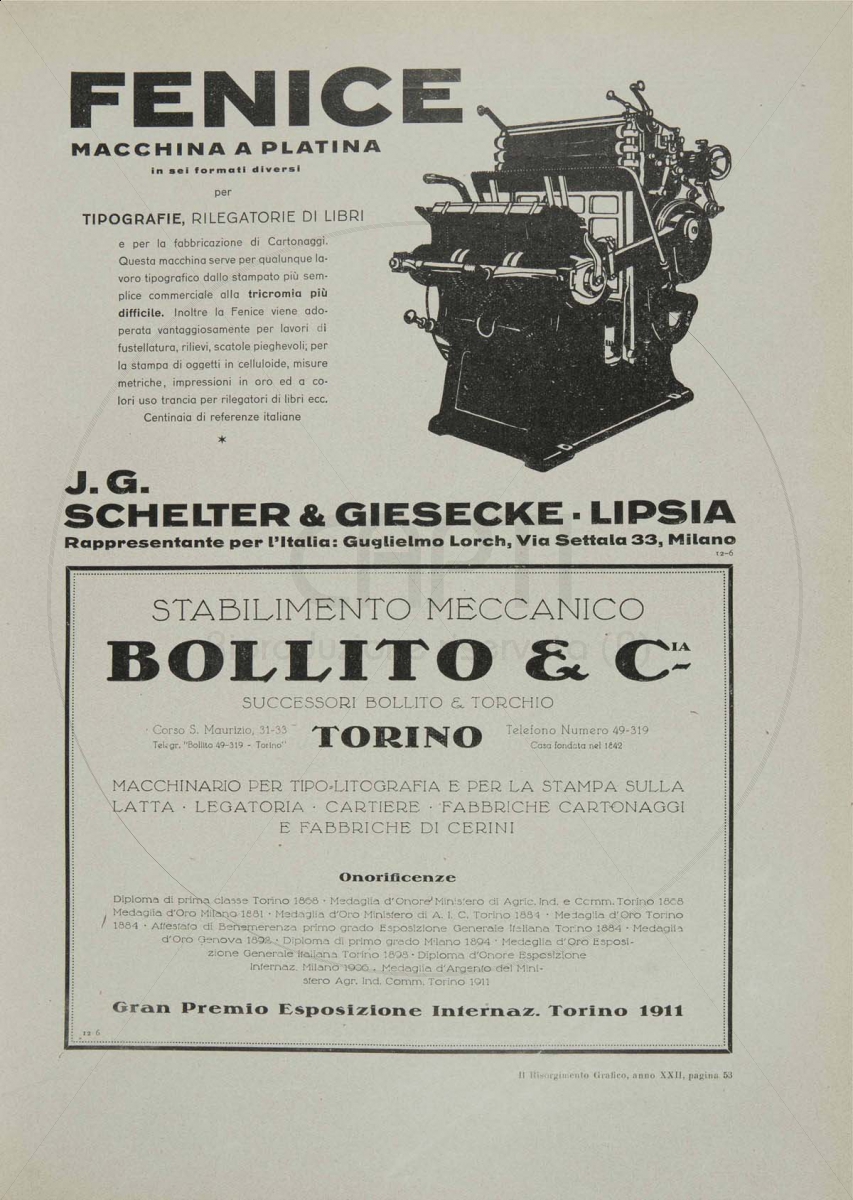 FENICE
MACCHINA A PLATINA
in sei formati diversi
per
TIPOGRAFIE, RILEGATORIE DI LIBRI
e per la fabbricazione di Cartonaggi.
Questa macchina serve per qualunque la-
voro tipografico dallo stampato più sem-
plice commerciale alla tricromia più
difficile. Inoltre la Fenice viene ado-
perata vantaggiosamente per lavori di
fustellatura, rilievi, scatole pieghevoli; per
la stampa di oggetti in celluloide, misure
metriche, impressioni in oro ed a co-
lori uso trancia per rilegatori di libri ecc.
Centinaia di referenze italiane
*
J. G.
SCHELTER & GIESECKE · LIPSIA
Rappresentante per l'Italia: Guglielmo Lorch, Via Settala 33, Milano
12-6
STABILIMENTO MECCANICO
BOLLITO & CIA
SUCCESSORI BOLLITO & TORCHIO
Corso S. Maurizio, 31-33
Telegr. "Bollito 49-319 - Torino"
TORINO
Telefono Numero 49-319
Casa fondata nel 1842
MACCHINARIO PER TIPO-LITOGRAFIA E PER LA STAMPA SULLA
LATTA · LEGATORIA · CARTIERE · FABBRICHE CARTONAGGI
E FABBRICHE DI CERINI
Onorificenze
Diploma di prima classe Torino 1868 · Medaglia d'Onore Ministero di Agric. Ind. e Comm. Torino 1868
Medaglia d'Oro Milano 1881 · Medaglia d'Oro Ministero di A. I. C. Torino 1884 · Medaglia d'Oro Torino
1884 · Attestato di Benemerenza primo grado Esposizione Generale Italiana Torino 1884 · Medaglia
d'Oro Genova 1892 · Diploma di primo grado Milano 1894 · Medaglia d'Oro Esposi-
zione Generale Italiana Torino 1898 · Diploma d'Onore Esposizione
Internaz. Milano 1906 · Medaglia d'Argento del Mini-
stero Agr. Ind. Comm. Torino 1911
Gran Premio Esposizione Internaz. Torino 1911
12-6
Il Risorgimento Grafico, anno XXII, pagina 53